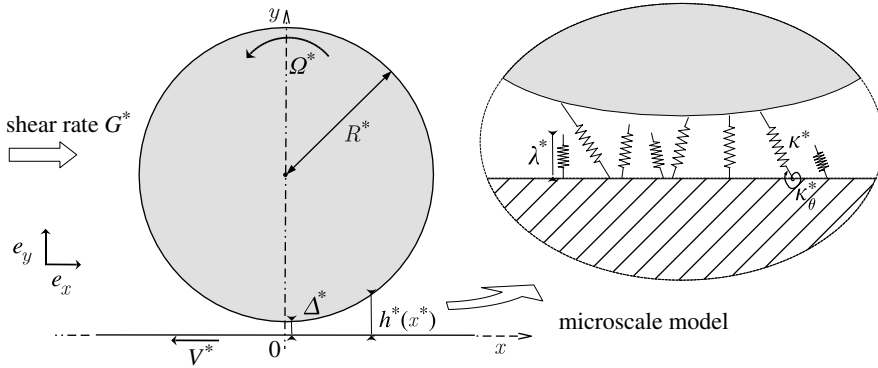 y
Ω*
shear rate G*
R*
λ*
κ*
κ*θ
e_y
e_x
Δ*
h*(x*)
V*
0
x
microscale model